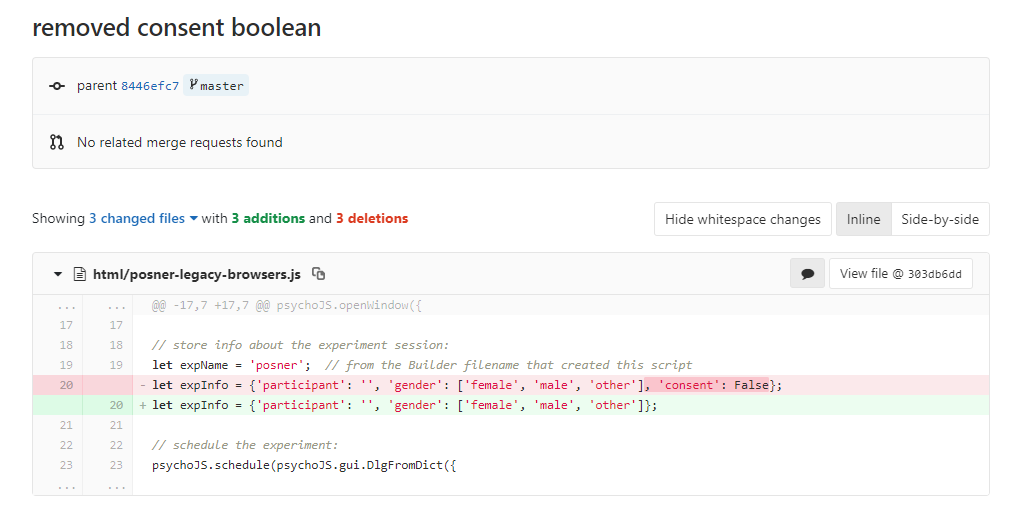 removed consent boolean
parent 8446efc7 master
No related merge requests found
Showing 3 changed files with 3 additions and 3 deletions
Hide whitespace changes Inline Side-by-side
html/posner-legacy-browsers.js View file @ 303db6dd
... ... @@ -17,7 +17,7 @@ psychoJS.openWindow({
17 17
18 18 // store info about the experiment session:
19 19 let expName = 'posner';  // from the Builder filename that created this script
20 - let expInfo = {'participant': '', 'gender': ['female', 'male', 'other'], 'consent': False};
20 + let expInfo = {'participant': '', 'gender': ['female', 'male', 'other']};
21 21
22 22 // schedule the experiment:
23 23 psychoJS.schedule(psychoJS.gui.DlgFromDict({
... ...